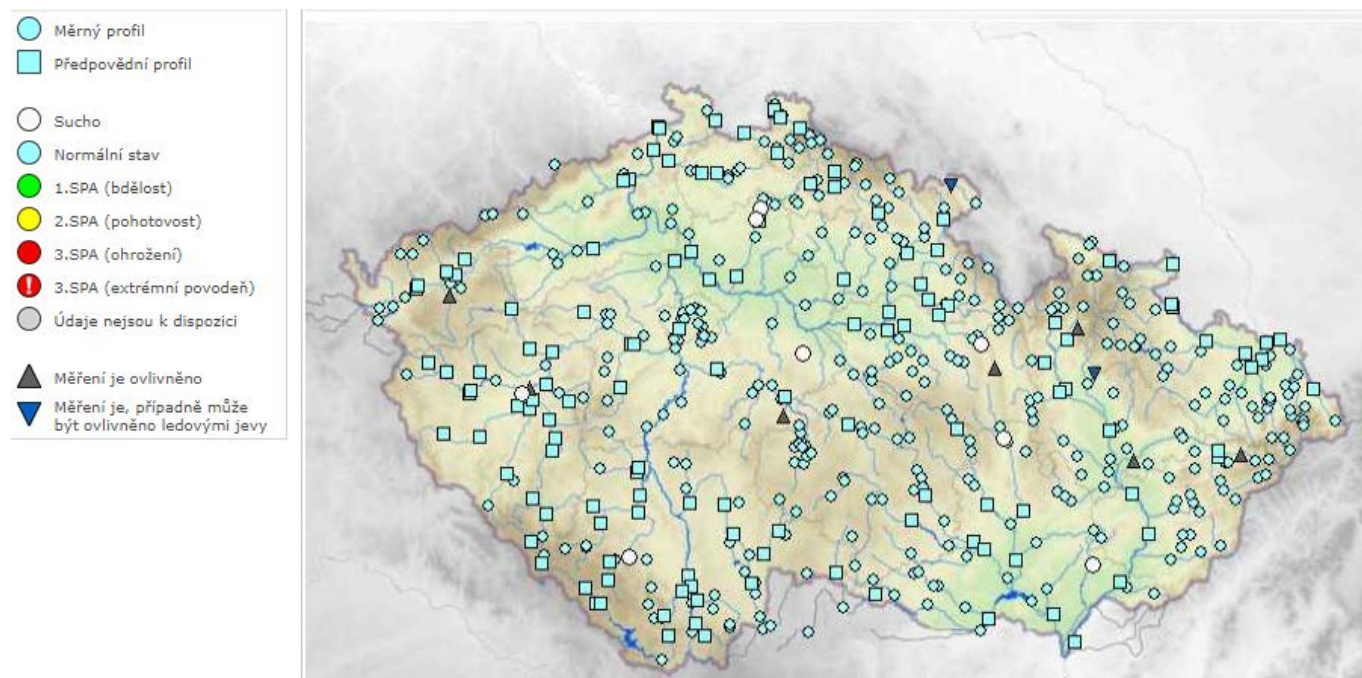 Měrný profil
Předpovědní profil
Sucho
Normální stav
1.SPA (bdělost)
2.SPA (pohotovost)
3.SPA (ohrožení)
3.SPA (extrémní povodeň)
Údaje nejsou k dispozici
Měření je ovlivněno
Měření je, případně může
být ovlivněno ledovými jevy